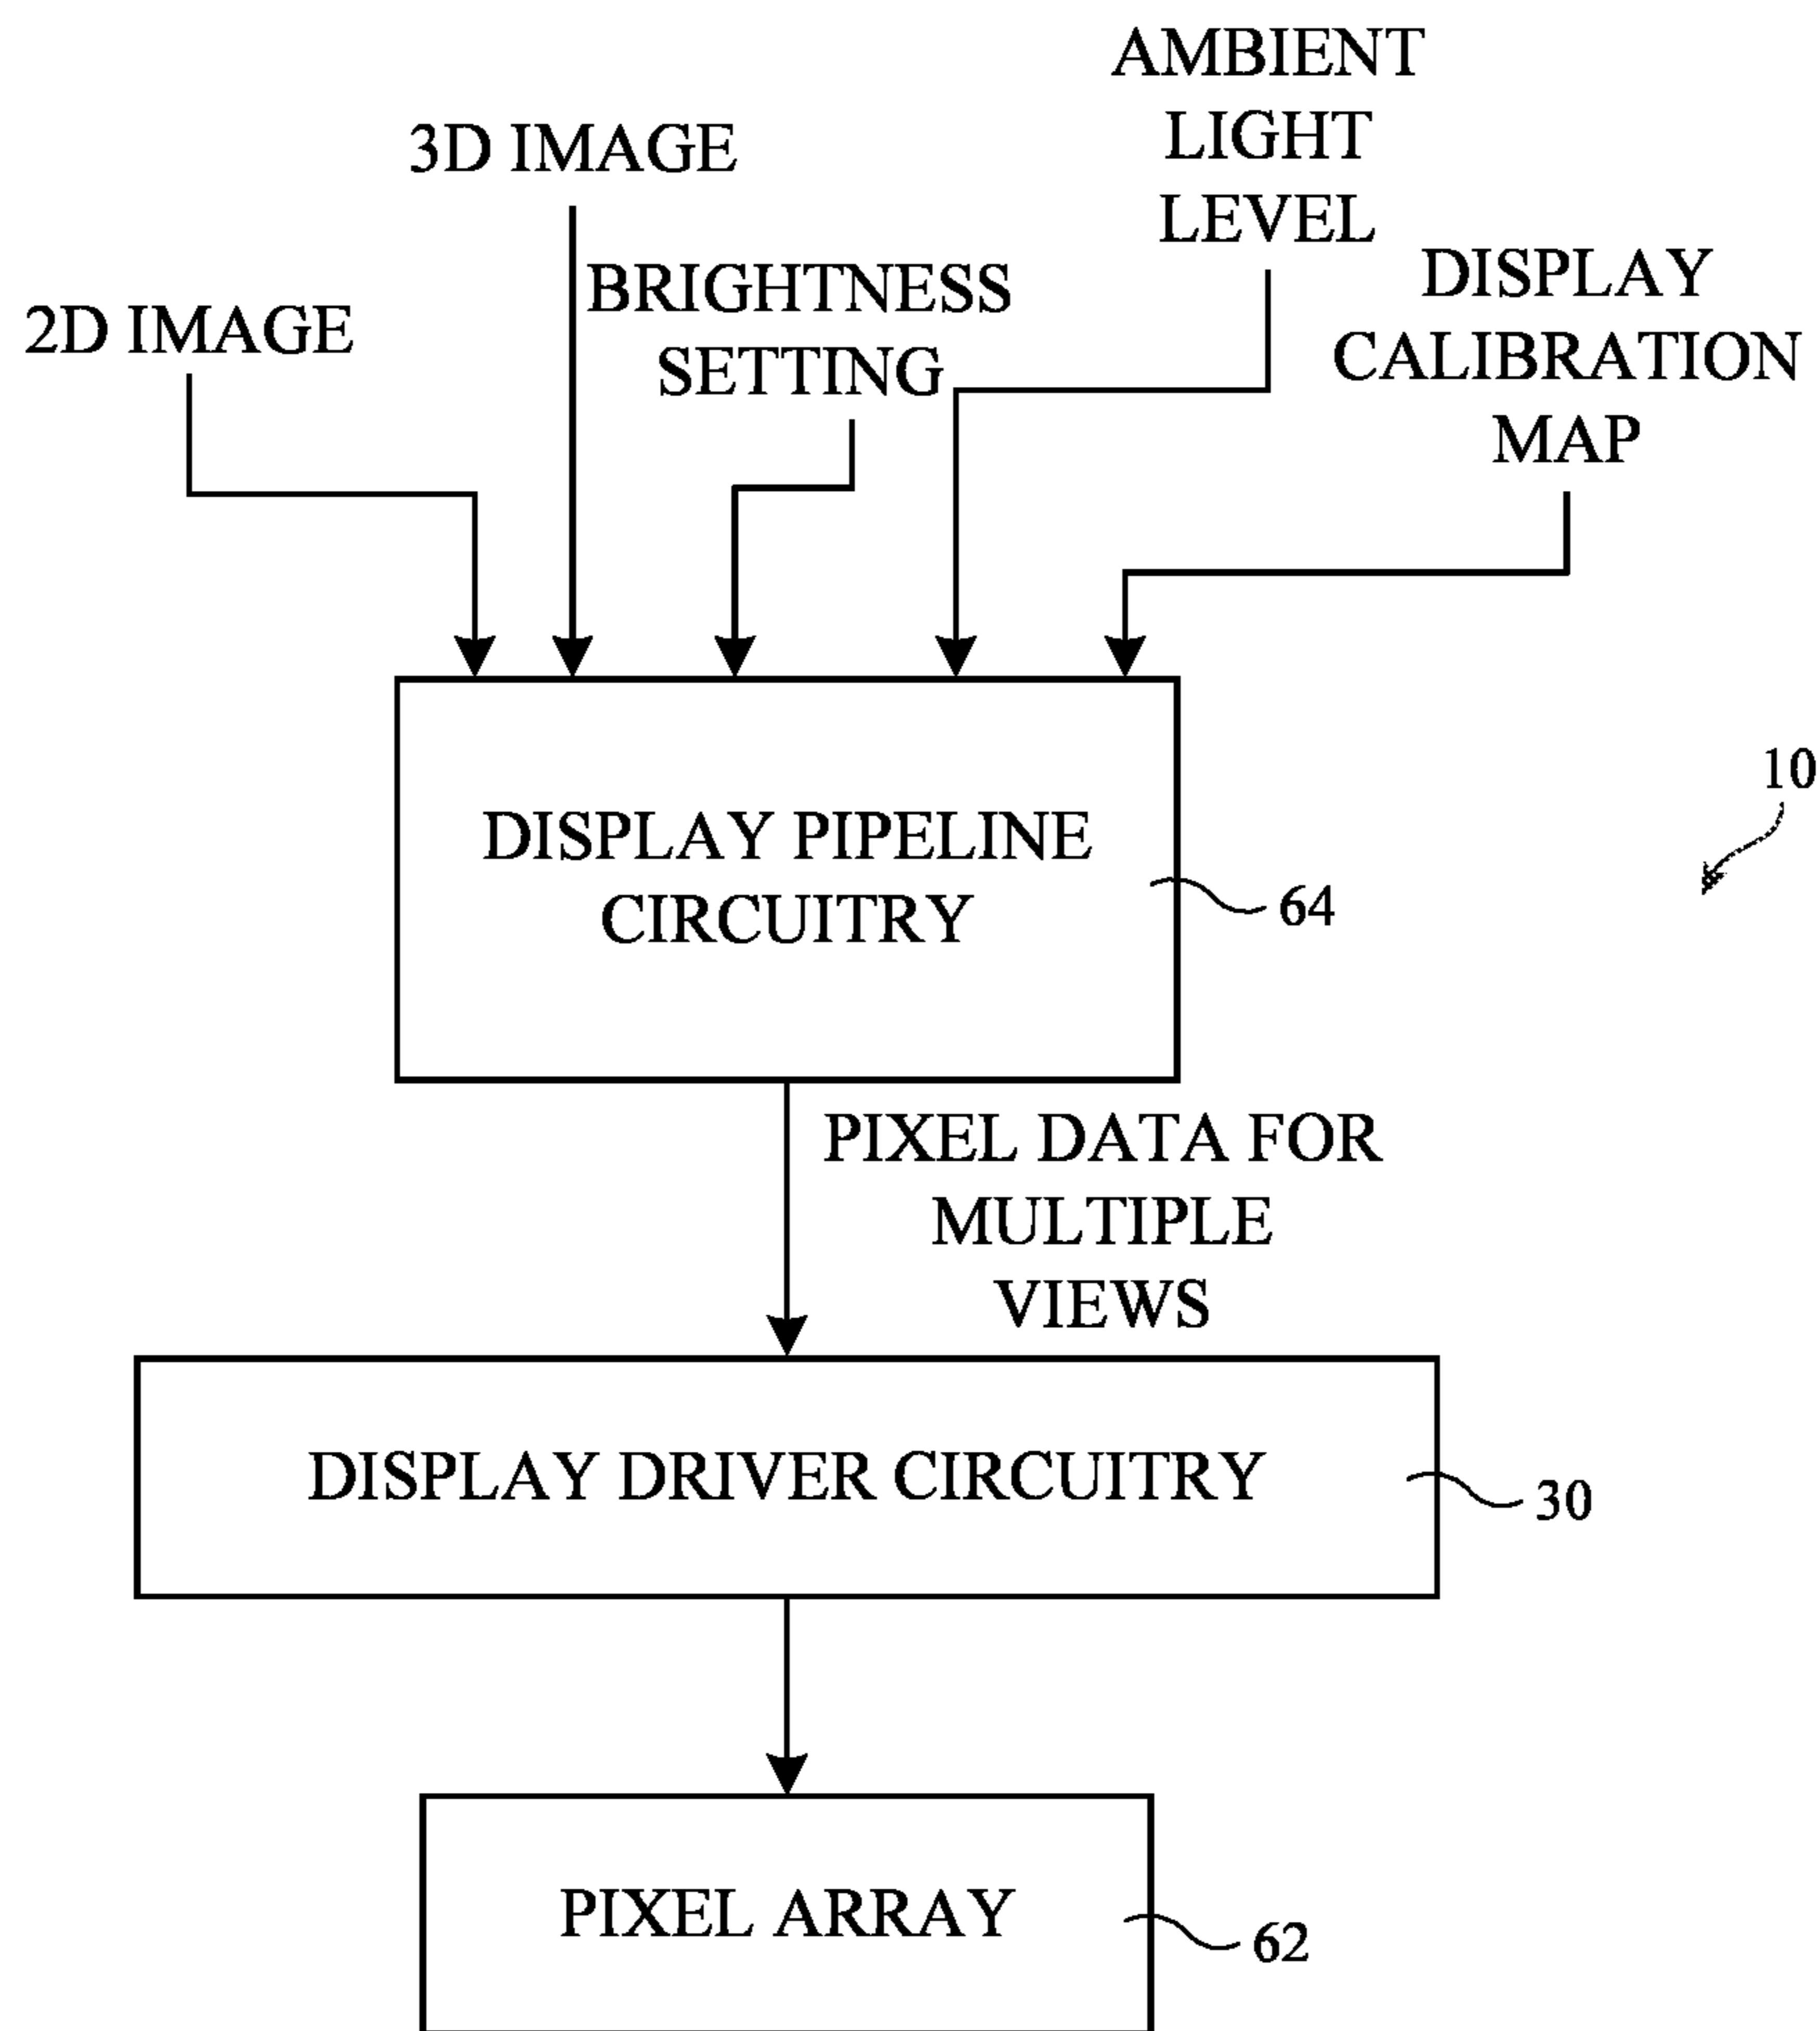 AMBIENT
LIGHT
LEVEL
3D IMAGE
BRIGHTNESS
SETTING
2D IMAGE
DISPLAY
CALIBRATION
MAP
10
DISPLAY PIPELINE
CIRCUITRY
64
PIXEL DATA FOR
MULTIPLE
VIEWS
DISPLAY DRIVER CIRCUITRY
30
PIXEL ARRAY
62